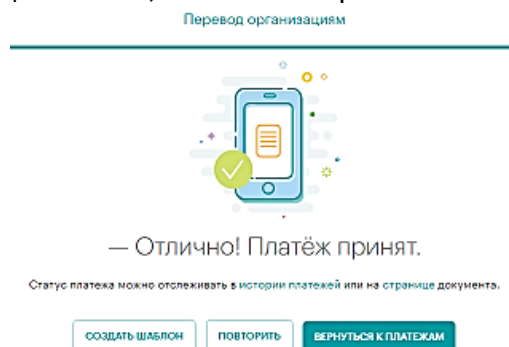 Перевод организациям
— Отлично! Платёж принят.
Статус платежа можно отслеживать в истории платежей или на странице документа.
СОЗДАТЬ ШАБЛОН
ПОВТОРИТЬ
ВЕРНУТЬСЯ К ПЛАТЕЖАМ